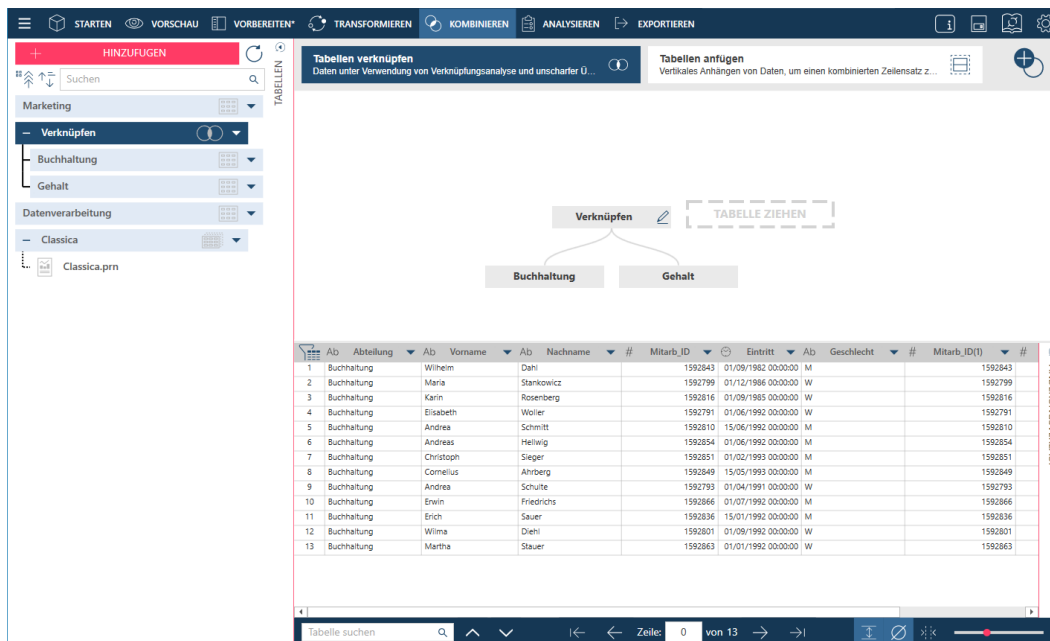 STARTEN VORSCHAU VORBEREITEN* TRANSFORMIEREN KOMBINIEREN ANALYSIEREN EXPORTIEREN
+ HINZUFÜGEN
TABELLEN
Suchen
Marketing
Verknüpfen
Buchhaltung
Gehalt
Datenverarbeitung
Classica
Classica.prn
Tabellen verknüpfen
Daten unter Verwendung von Verknüpfungsanalyse und unscharfer Ü...
Tabellen anfügen
Vertikales Anhängen von Daten, um einen kombinierten Zeilensatz z...
Verknüpfen
TABELLE ZIEHEN
Buchhaltung Gehalt
Ab Abteilung Ab Vorname Ab Nachname # Mitarb_ID Eintritt Ab Geschlecht # Mitarb_ID(1) #
1 Buchhaltung Wilhelm Dahl 1592843 01/09/1982 00:00:00 M 1592843
2 Buchhaltung Maria Stankowicz 1592799 01/12/1986 00:00:00 W 1592799
3 Buchhaltung Karin Rosenberg 1592816 01/09/1985 00:00:00 W 1592816
4 Buchhaltung Elisabeth Woller 1592791 01/06/1992 00:00:00 W 1592791
5 Buchhaltung Andrea Schmitt 1592810 15/06/1992 00:00:00 M 1592810
6 Buchhaltung Andreas Hellwig 1592854 01/06/1992 00:00:00 M 1592854
7 Buchhaltung Christoph Sieger 1592851 01/02/1993 00:00:00 M 1592851
8 Buchhaltung Cornelius Ahrberg 1592849 15/05/1993 00:00:00 M 1592849
9 Buchhaltung Andrea Schulte 1592793 01/04/1991 00:00:00 W 1592793
10 Buchhaltung Erwin Friedrichs 1592866 01/07/1992 00:00:00 M 1592866
11 Buchhaltung Erich Sauer 1592836 15/01/1992 00:00:00 M 1592836
12 Buchhaltung Wilma Diehl 1592801 01/09/1992 00:00:00 W 1592801
13 Buchhaltung Martha Stauer 1592863 01/01/1992 00:00:00 W 1592863
Tabelle suchen Zeile: 0 von 13